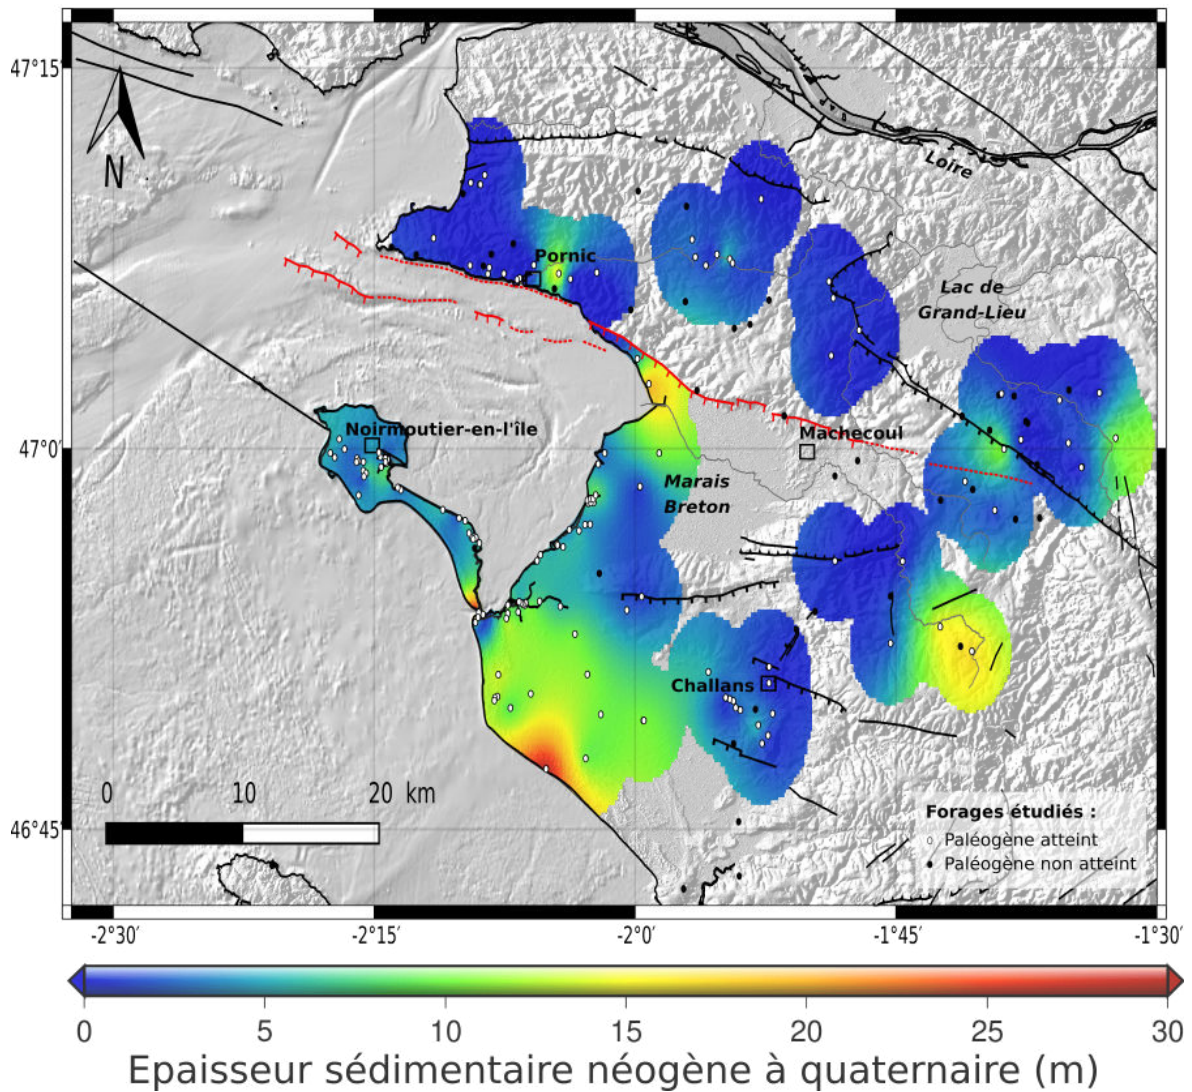 47°15'
N
Loire
Pornic
Lac de
Grand-Lieu
Noirmoutier-en-l'île
47°0'
Machecoul
Marais
Breton
Challans
0 10 20 km
46°45'
Forages étudiés :
Paléogène atteint
Paléogène non atteint
-2°30' -2°15' -2°0' -1°45' -1°30'
0 5 10 15 20 25 30
Epaisseur sédimentaire néogène à quaternaire (m)